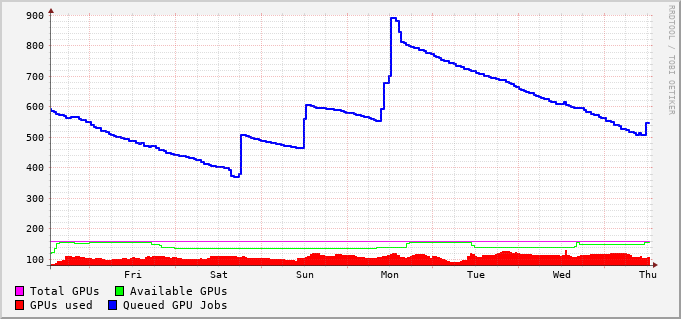 900
800
700
600
500
400
300
200
100
Fri Sat Sun Mon Tue Wed Thu
Total GPUs Available GPUs
GPUs used Queued GPU Jobs
RRDTOOL / TOBI OETIKER